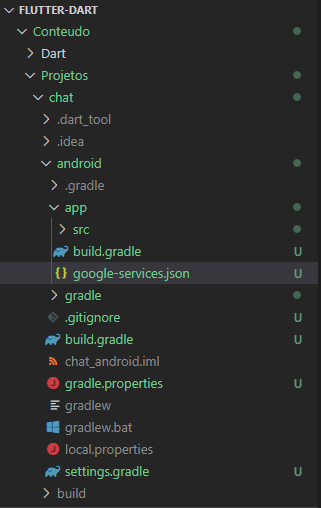 FLUTTER-DART
Conteudo
Dart
Projetos
chat
.dart_tool
.idea
android
.gradle
app
src
build.gradle U
{} google-services.json U
gradle
.gitignore U
build.gradle U
chat_android.iml
J gradle.properties U
gradlew
gradlew.bat
J local.properties
settings.gradle U
build